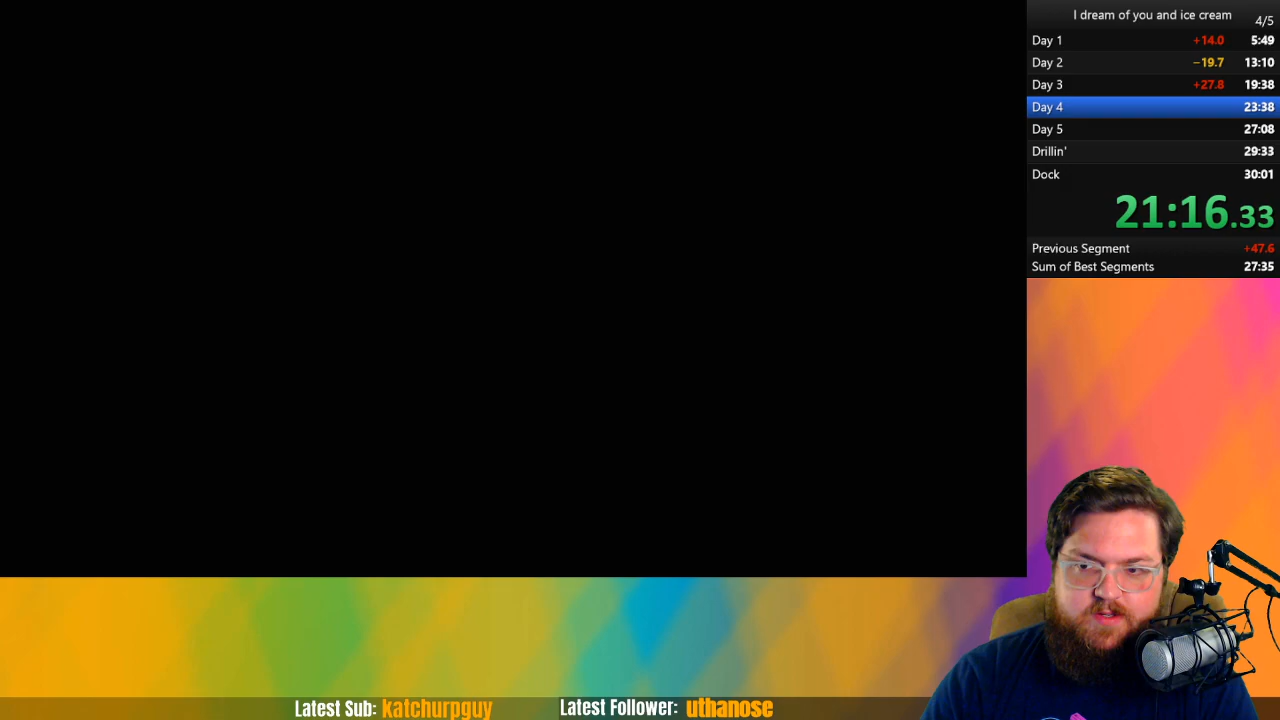 I dream of you and ice cream 4/5
Day 1 +14.0 5:49
Day 2 −19.7 13:10
Day 3 +27.8 19:38
Day 4 23:38
Day 5 27:08
Drillin' 29:33
Dock 30:01
21:16.33
Previous Segment +47.6
Sum of Best Segments 27:35
Latest Sub: katchurpguy Latest Follower: uthanose